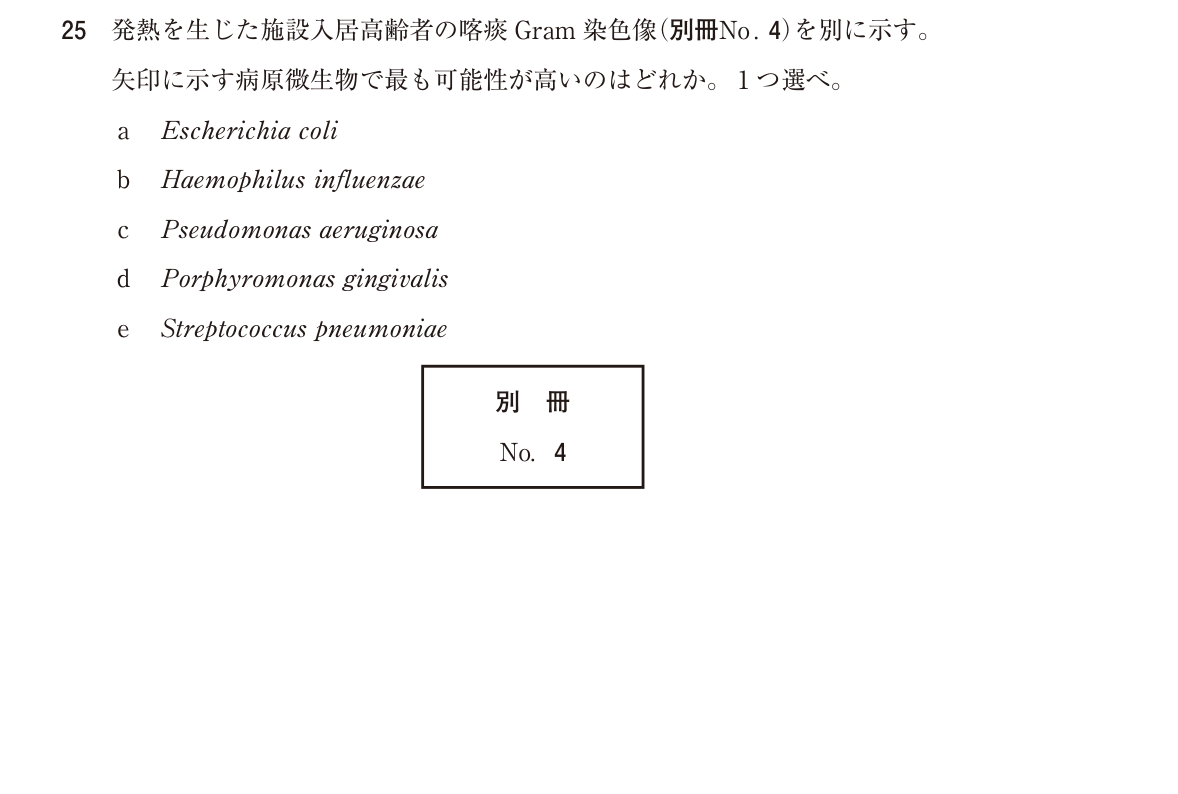 25 発熱を生じた施設入居高齢者の喀痰 Gram 染色像(別冊No. 4)を別に示す。
矢印に示す病原微生物で最も可能性が高いのはどれか。1つ選べ。
a Escherichia coli
b Haemophilus influenzae
c Pseudomonas aeruginosa
d Porphyromonas gingivalis
e Streptococcus pneumoniae
別 冊
No. 4